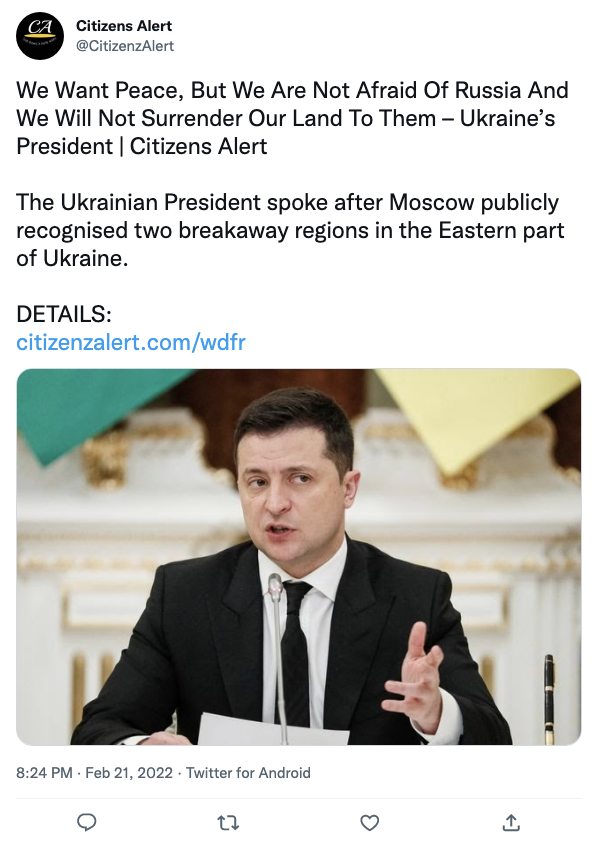 CA
Citizens Alert
@CitizenzAlert
We Want Peace, But We Are Not Afraid Of Russia And
We Will Not Surrender Our Land To Them – Ukraine’s
President | Citizens Alert
The Ukrainian President spoke after Moscow publicly
recognised two breakaway regions in the Eastern part
of Ukraine.
DETAILS:
citizenzalert.com/wdfr
8:24 PM · Feb 21, 2022 · Twitter for Android